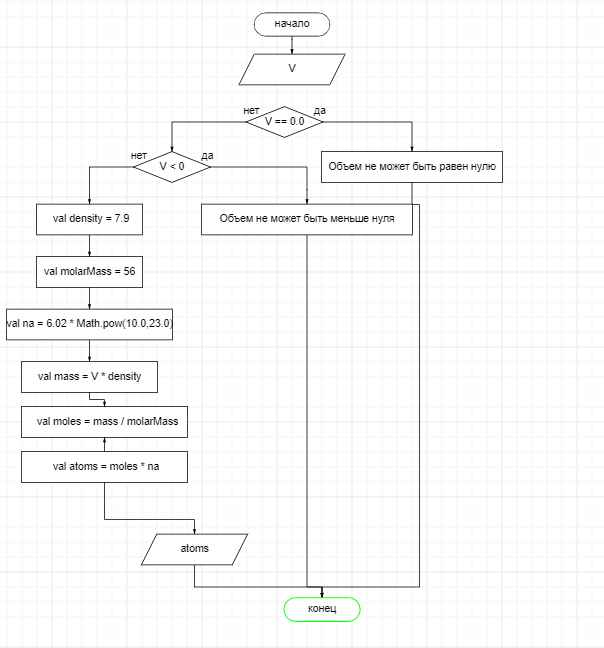 начало
V
нет
да
V == 0.0
нет
да
V < 0
Объем не может быть равен нулю
val density = 7.9
Объем не может быть меньше нуля
val molarMass = 56
val na = 6.02 * Math.pow(10.0,23.0)
val mass = V * density
val moles = mass / molarMass
val atoms = moles * na
atoms
конец